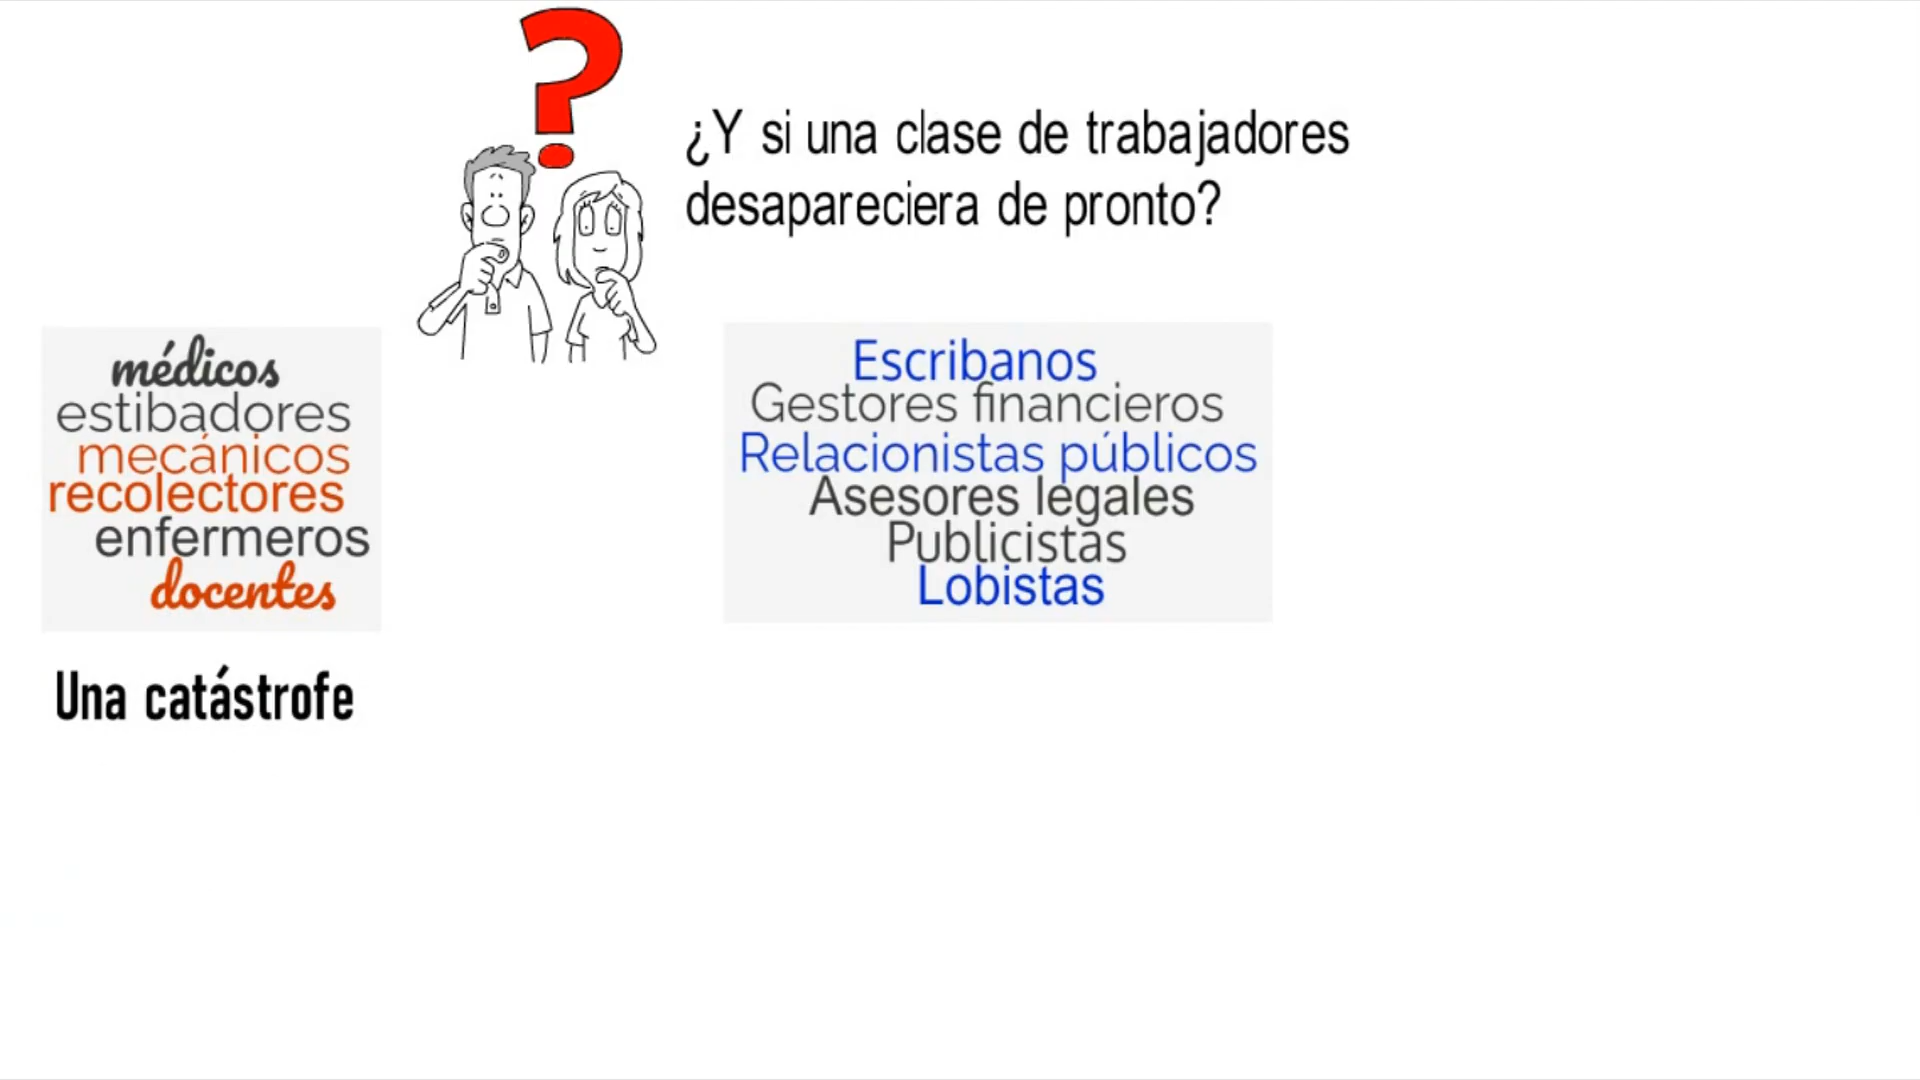 ¿Y si una clase de trabajadores
desapareciera de pronto?
médicos
estibadores
mecánicos
recolectores
enfermeros
docentes
Una catástrofe
Escribanos
Gestores financieros
Relacionistas públicos
Asesores legales
Publicistas
Lobistas